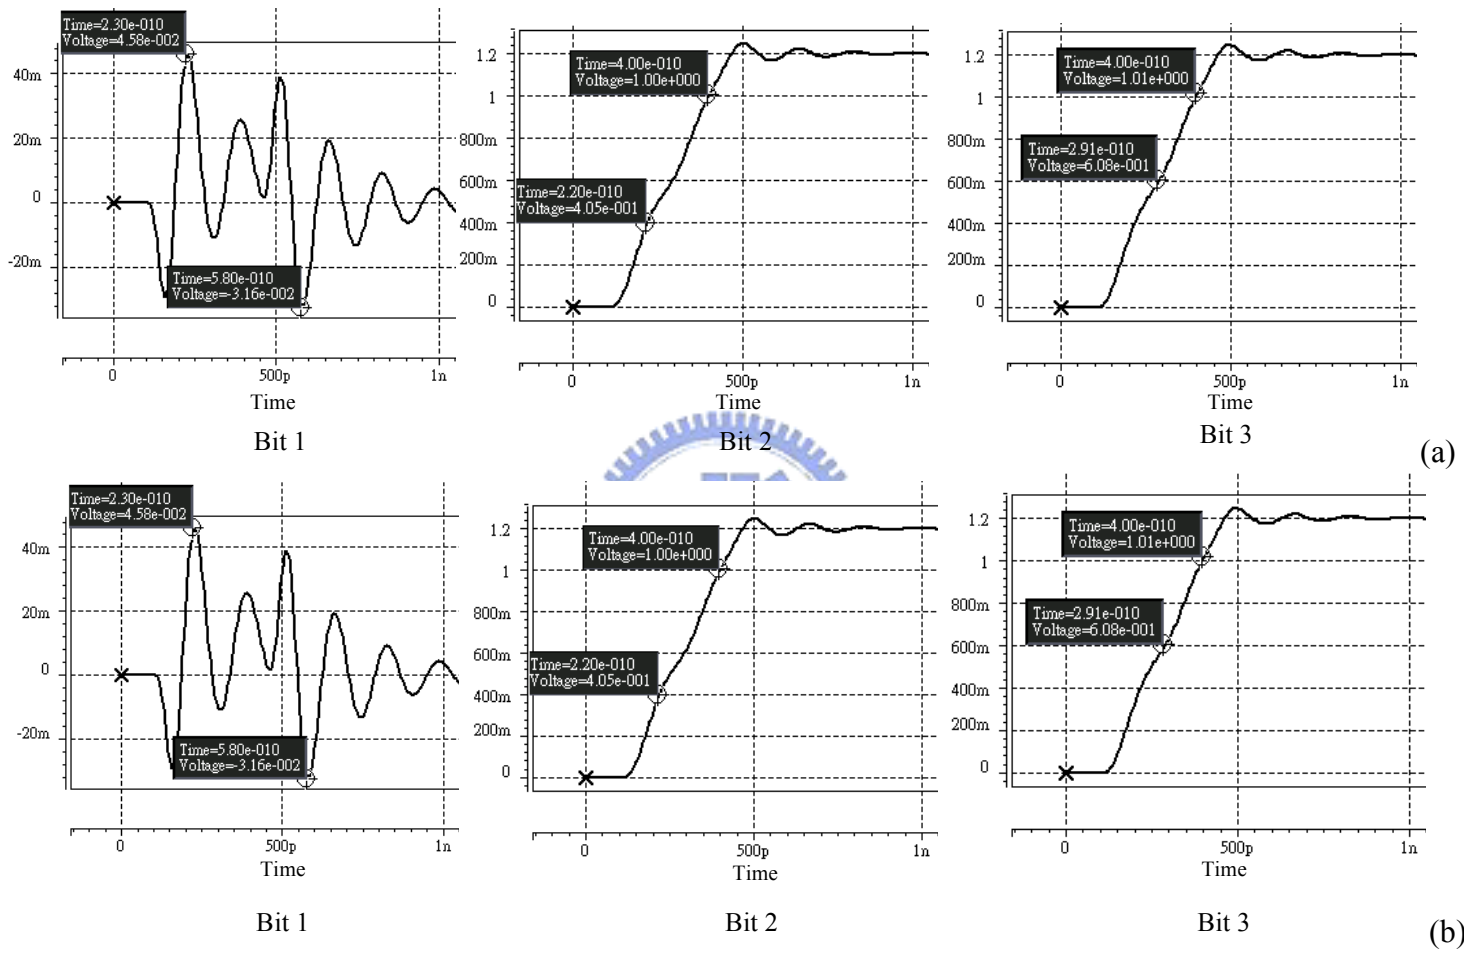 Time=2.30e-010
Voltage=4.58e-002
40m
20m
0
-20m
Time=5.80e-010
Voltage=-3.16e-002
0
500p
1n
Time
Bit 1
Time=4.00e-010
Voltage=1.00e+000
Time=2.20e-010
Voltage=4.05e-001
1.2
1
800m
600m
400m
200m
0
0
500p
1n
Time
Bit 2
Time=4.00e-010
Voltage=1.01e+000
Time=2.91e-010
Voltage=6.08e-001
1.2
1
800m
600m
400m
200m
0
0
500p
1n
Time
Bit 3
(a)
Time=2.30e-010
Voltage=4.58e-002
40m
20m
0
-20m
Time=5.80e-010
Voltage=-3.16e-002
0
500p
1n
Time
Bit 1
Time=4.00e-010
Voltage=1.00e+000
Time=2.20e-010
Voltage=4.05e-001
1.2
1
800m
600m
400m
200m
0
0
500p
1n
Time
Bit 2
Time=4.00e-010
Voltage=1.01e+000
Time=2.91e-010
Voltage=6.08e-001
1.2
1
800m
600m
400m
200m
0
0
500p
1n
Time
Bit 3
(b)